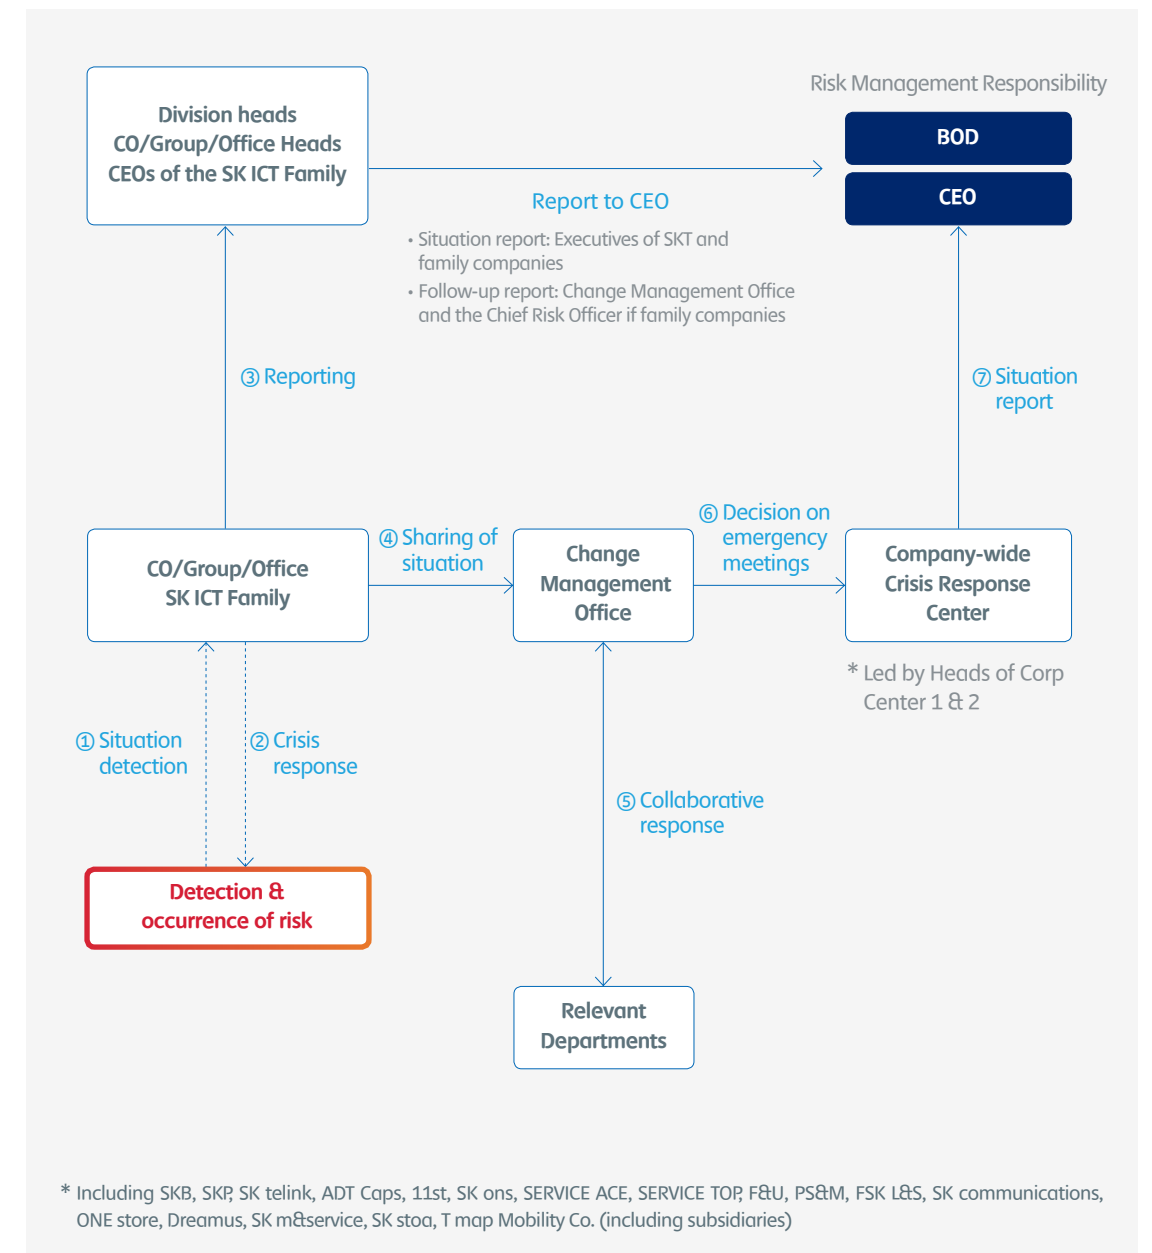 Division heads
CO/Group/Office Heads
CEOs of the SK ICT Family
Risk Management Responsibility
BOD
CEO
Report to CEO
• Situation report: Executives of SKT and
family companies
• Follow-up report: Change Management Office
and the Chief Risk Officer if family companies
③ Reporting
⑦ Situation
report
CO/Group/Office
SK ICT Family
④ Sharing of
situation
Change
Management
Office
⑥ Decision on
emergency
meetings
Company-wide
Crisis Response
Center
* Led by Heads of Corp
Center 1 & 2
① Situation
detection
② Crisis
response
⑤ Collaborative
response
Detection &
occurrence of risk
Relevant
Departments
* Including SKB, SKP, SK telink, ADT Caps, 11st, SK ons, SERVICE ACE, SERVICE TOP, F&U, PS&M, FSK L&S, SK communications,
ONE store, Dreamus, SK m&service, SK stoa, T map Mobility Co. (including subsidiaries)